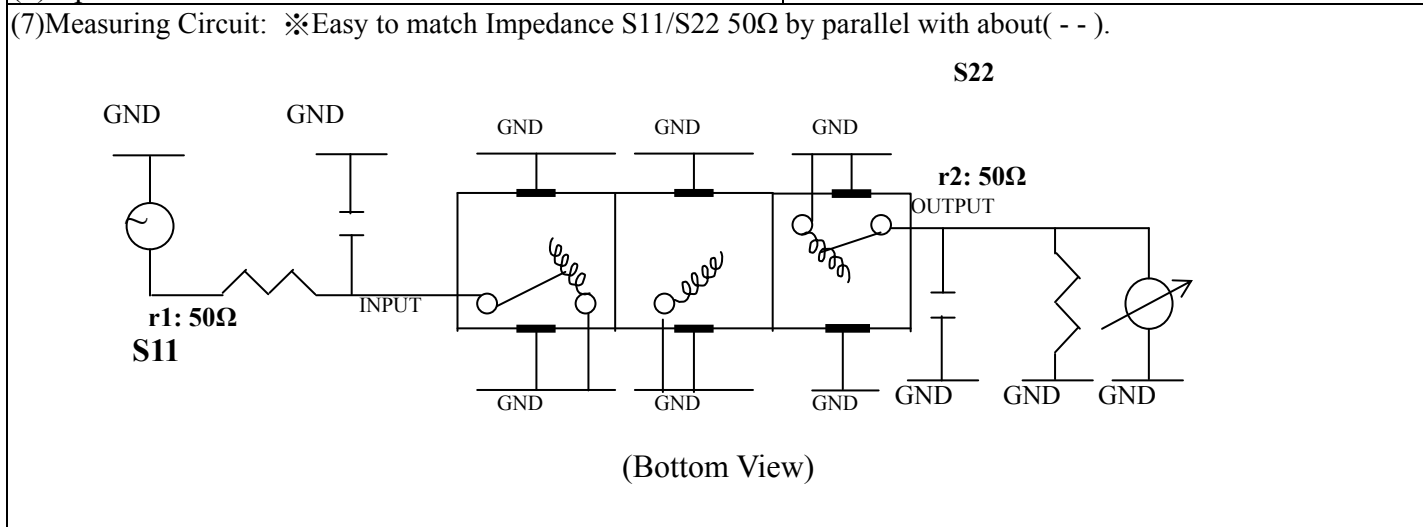 (7)Measuring Circuit: ※Easy to match Impedance S11/S22 50Ω by parallel with about( - - ).
S22
GND
GND
GND
GND
GND
r2: 50Ω
OUTPUT
INPUT
r1: 50Ω
S11
GND
GND
GND
GND
GND
GND
(Bottom View)